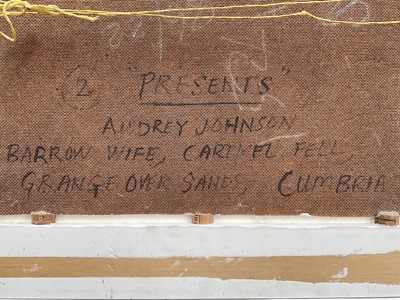 ② "PRESENTS"
AUDREY JOHNSON
BARROW WIFE, CARTMEL FELL,
GRANGE OVER SANDS, CUMBRIA